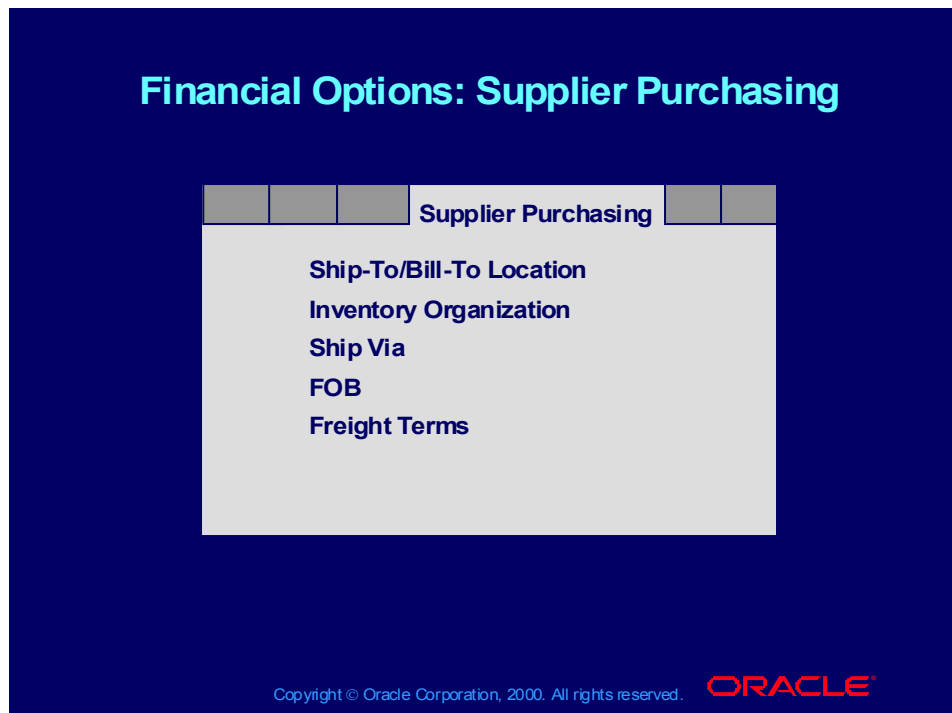 Financial Options: Supplier Purchasing
Supplier Purchasing
Ship-To/Bill-To Location
Inventory Organization
Ship Via
FOB
Freight Terms
Copyright © Oracle Corporation, 2000. All rights reserved.
ORACLE®